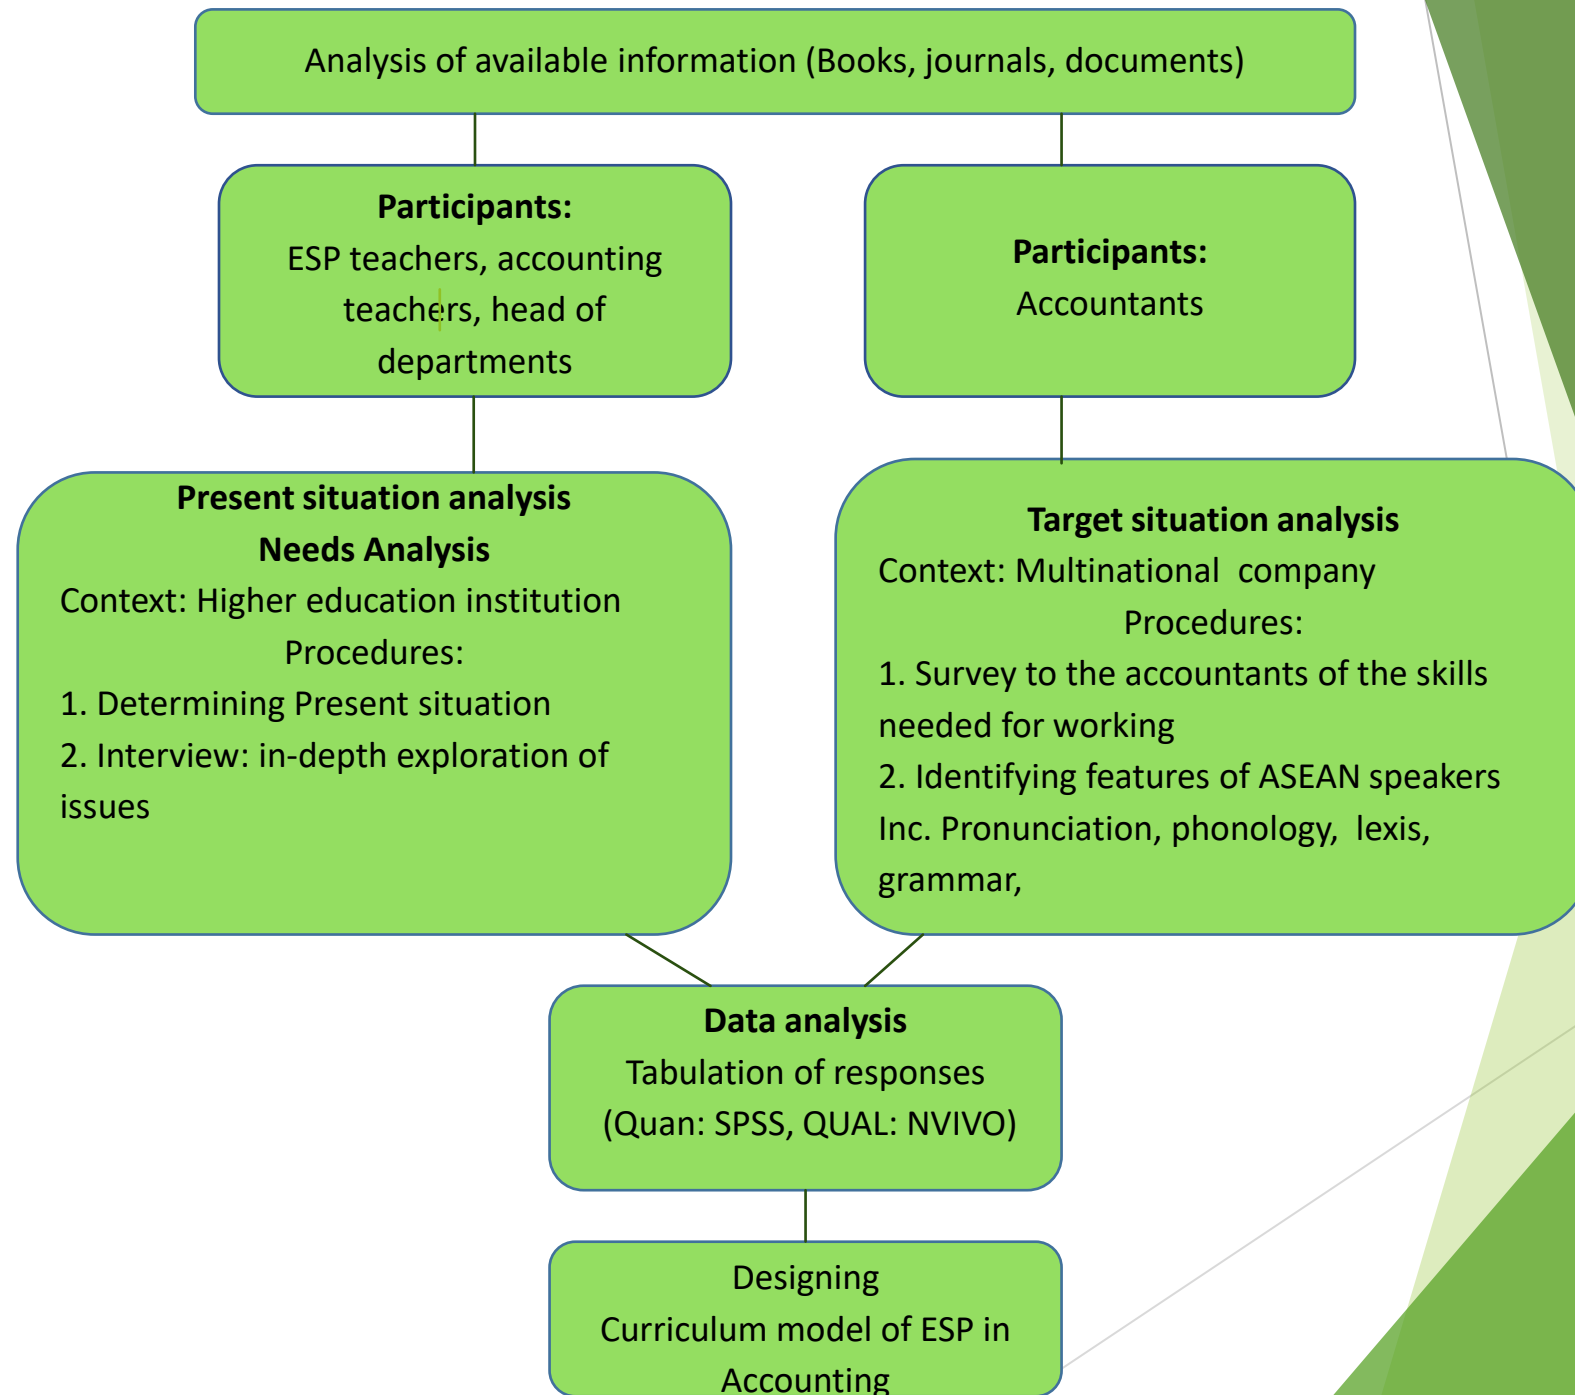 Analysis of available information (Books, journals, documents)
Participants:
ESP teachers, accounting
teachers, head of
departments
Participants:
Accountants
Present situation analysis
Needs Analysis
Context: Higher education institution
Procedures:
1. Determining Present situation
2. Interview: in-depth exploration of
issues
Target situation analysis
Context: Multinational  company
Procedures:
1. Survey to the accountants of the skills
needed for working
2. Identifying features of ASEAN speakers
Inc. Pronunciation, phonology,  lexis,
grammar,
Data analysis
Tabulation of responses
(Quan: SPSS, QUAL: NVIVO)
Designing
Curriculum model of ESP in
Accounting